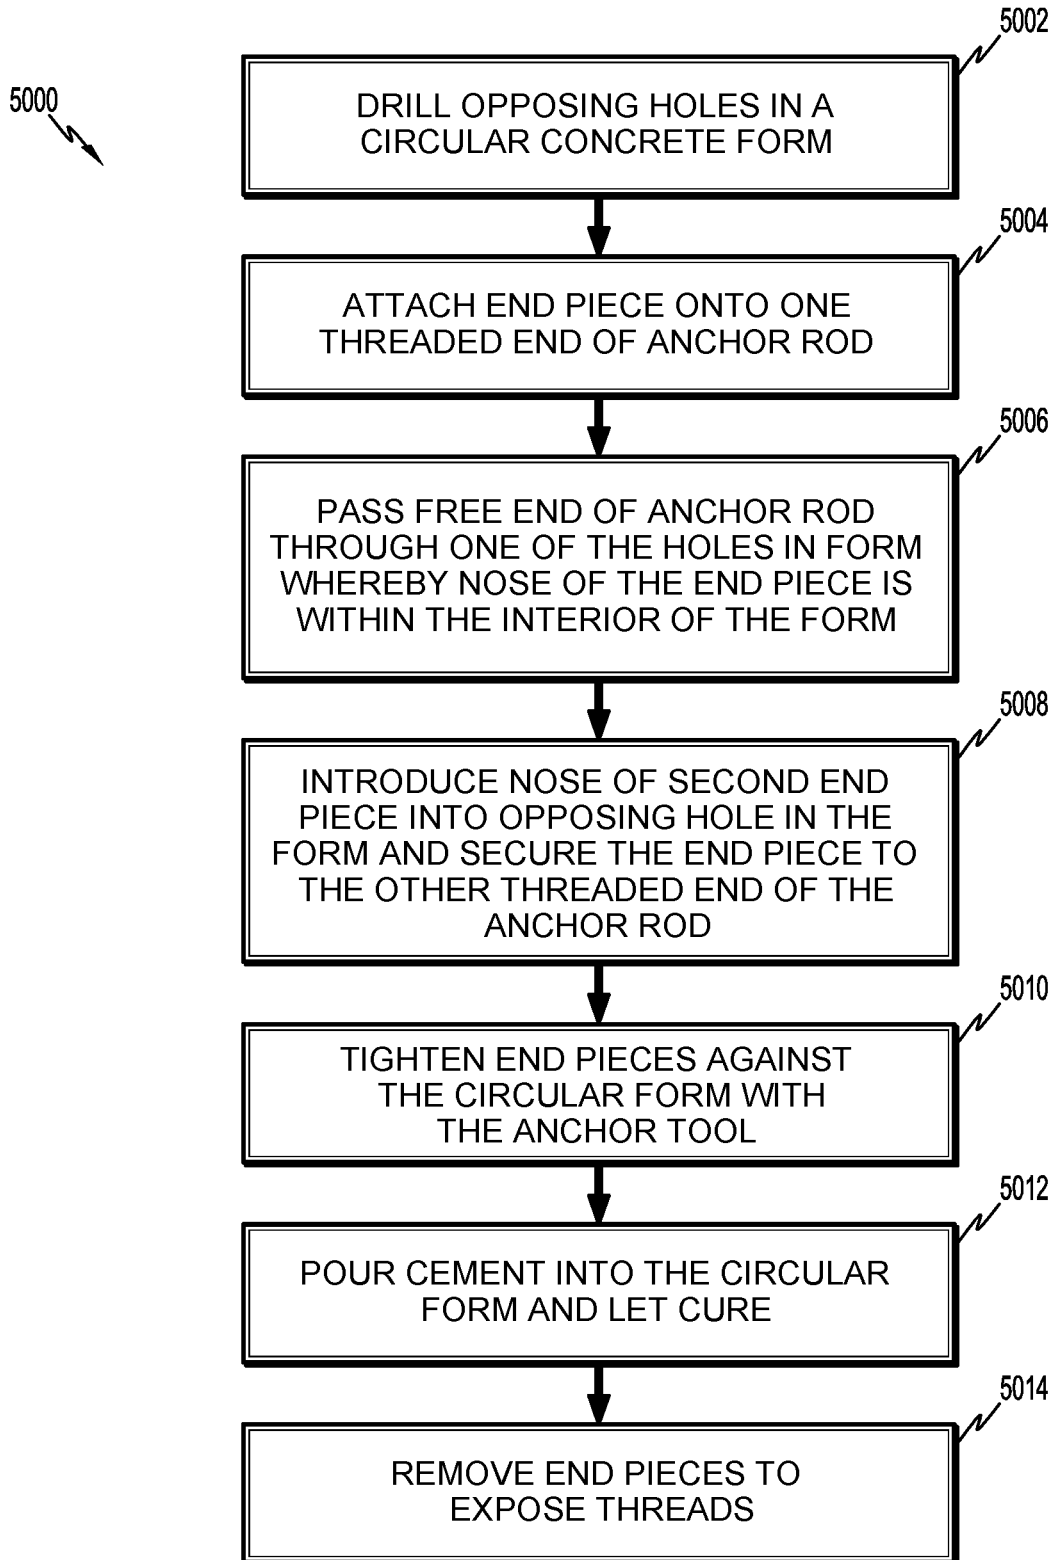 5002
5000
DRILL OPPOSING HOLES IN A
CIRCULAR CONCRETE FORM
5004
ATTACH END PIECE ONTO ONE
THREADED END OF ANCHOR ROD
5006
PASS FREE END OF ANCHOR ROD
THROUGH ONE OF THE HOLES IN FORM
WHEREBY NOSE OF THE END PIECE IS
WITHIN THE INTERIOR OF THE FORM
5008
INTRODUCE NOSE OF SECOND END
PIECE INTO OPPOSING HOLE IN THE
FORM AND SECURE THE END PIECE TO
THE OTHER THREADED END OF THE
ANCHOR ROD
5010
TIGHTEN END PIECES AGAINST
THE CIRCULAR FORM WITH
THE ANCHOR TOOL
5012
POUR CEMENT INTO THE CIRCULAR
FORM AND LET CURE
5014
REMOVE END PIECES TO
EXPOSE THREADS